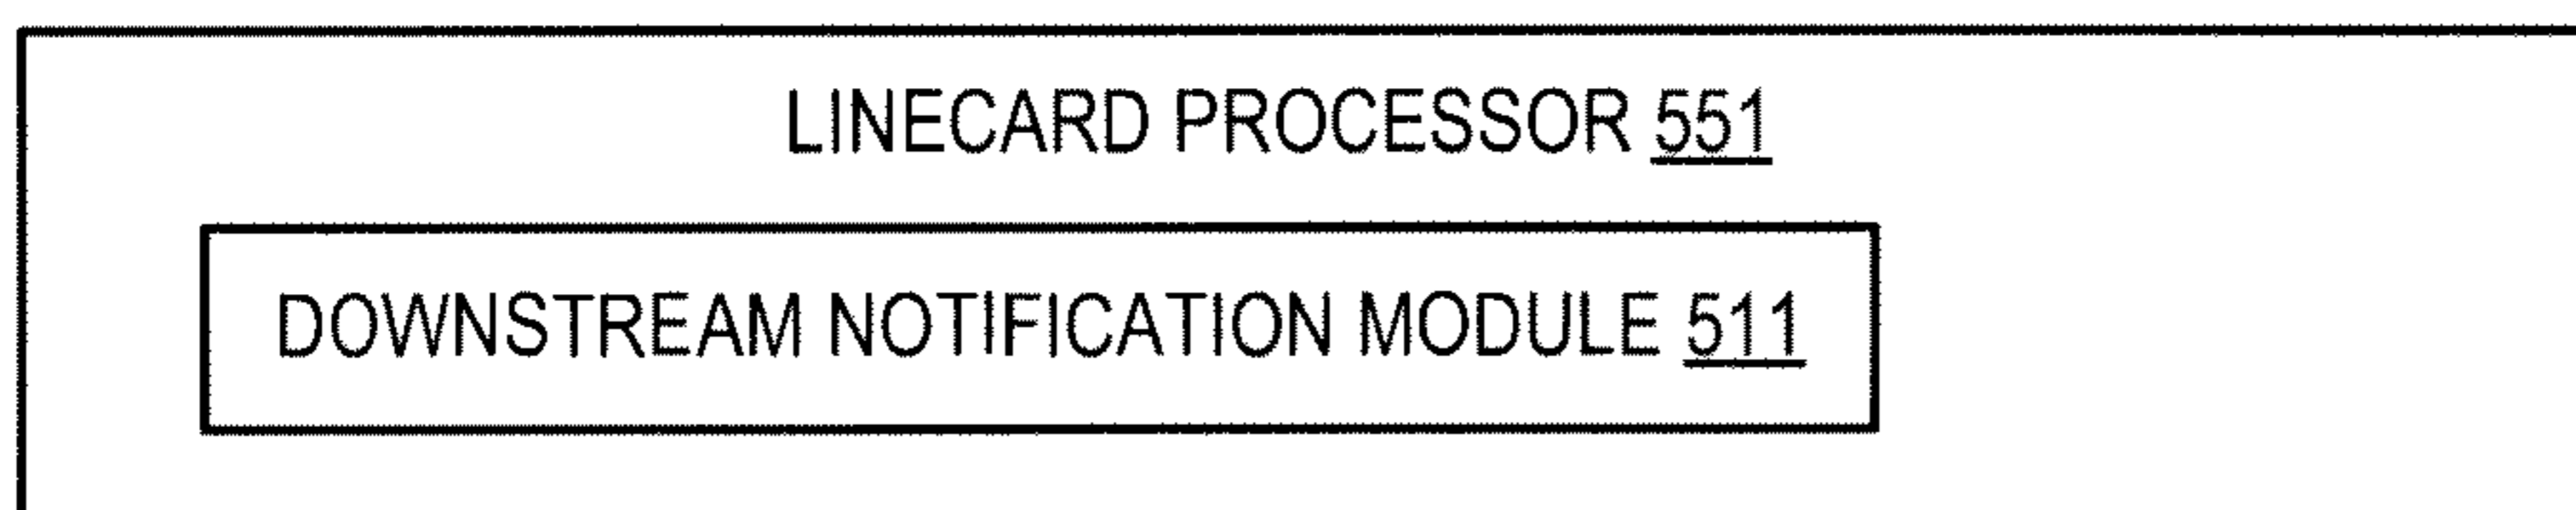 LINECARD PROCESSOR 551
DOWNSTREAM NOTIFICATION MODULE 511